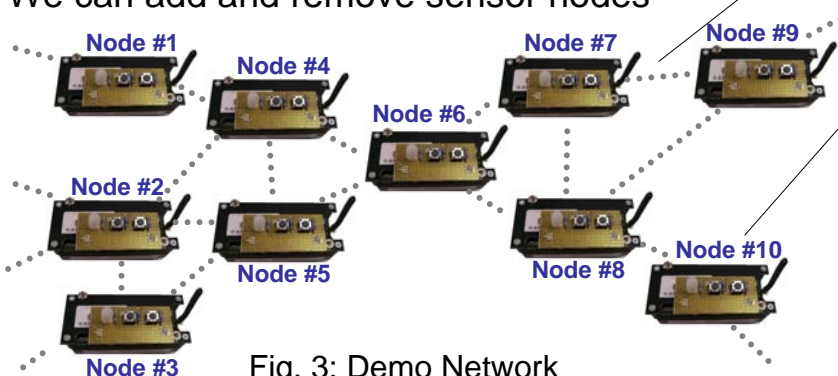 We can add and remove sensor nodes
Node #1
Node #7
Node #9
Node #4
Node #6
Node #2
Node #5
Node #8
Node #10
Node #3
Fig. 3: Demo Network